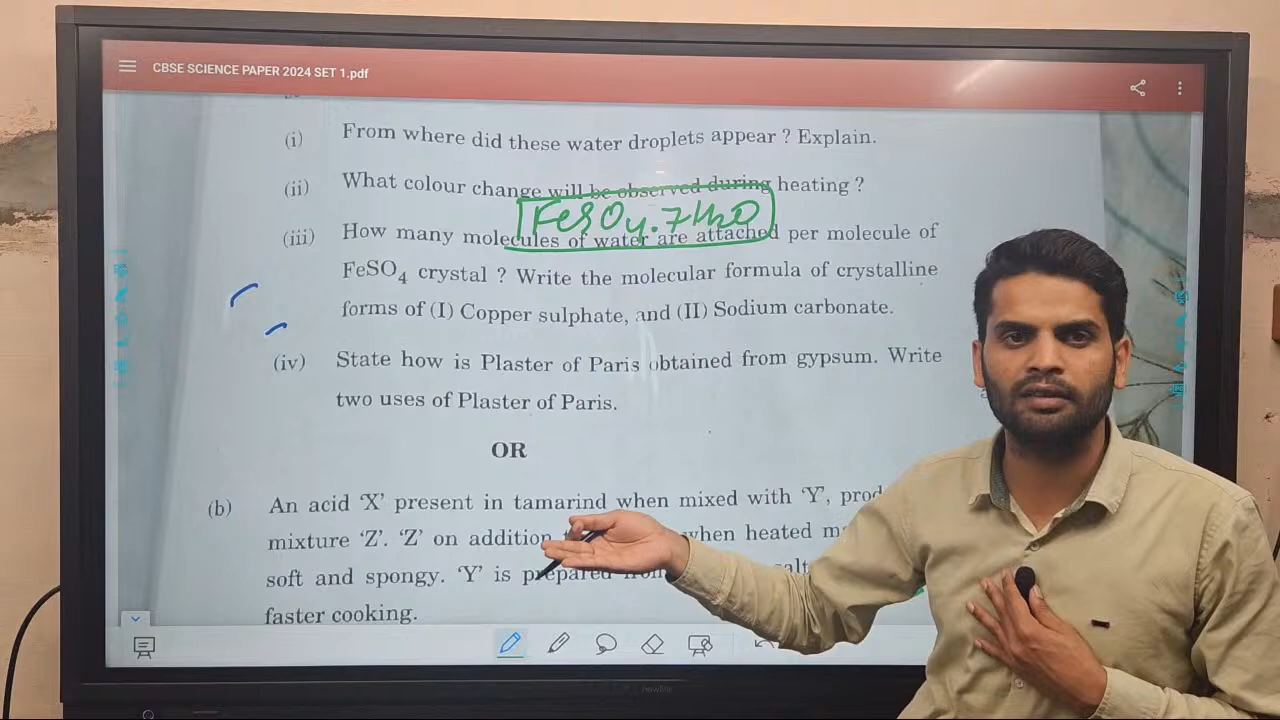 CBSE SCIENCE PAPER 2024 SET 1.pdf
(i) From where did these water droplets appear ? Explain.
(ii) What colour change will be observed during heating ?
FeSO4.7H2O
(iii) How many molecules of water are attached per molecule of
FeSO4 crystal ? Write the molecular formula of crystalline
forms of (I) Copper sulphate, and (II) Sodium carbonate.
(iv) State how is Plaster of Paris obtained from gypsum. Write
two uses of Plaster of Paris.
OR
(b) An acid ‘X’ present in tamarind when mixed with ‘Y’, prod
mixture ‘Z’. ‘Z’ on addition when heated m
soft and spongy. ‘Y’ is prepared from salt
faster cooking.
newline